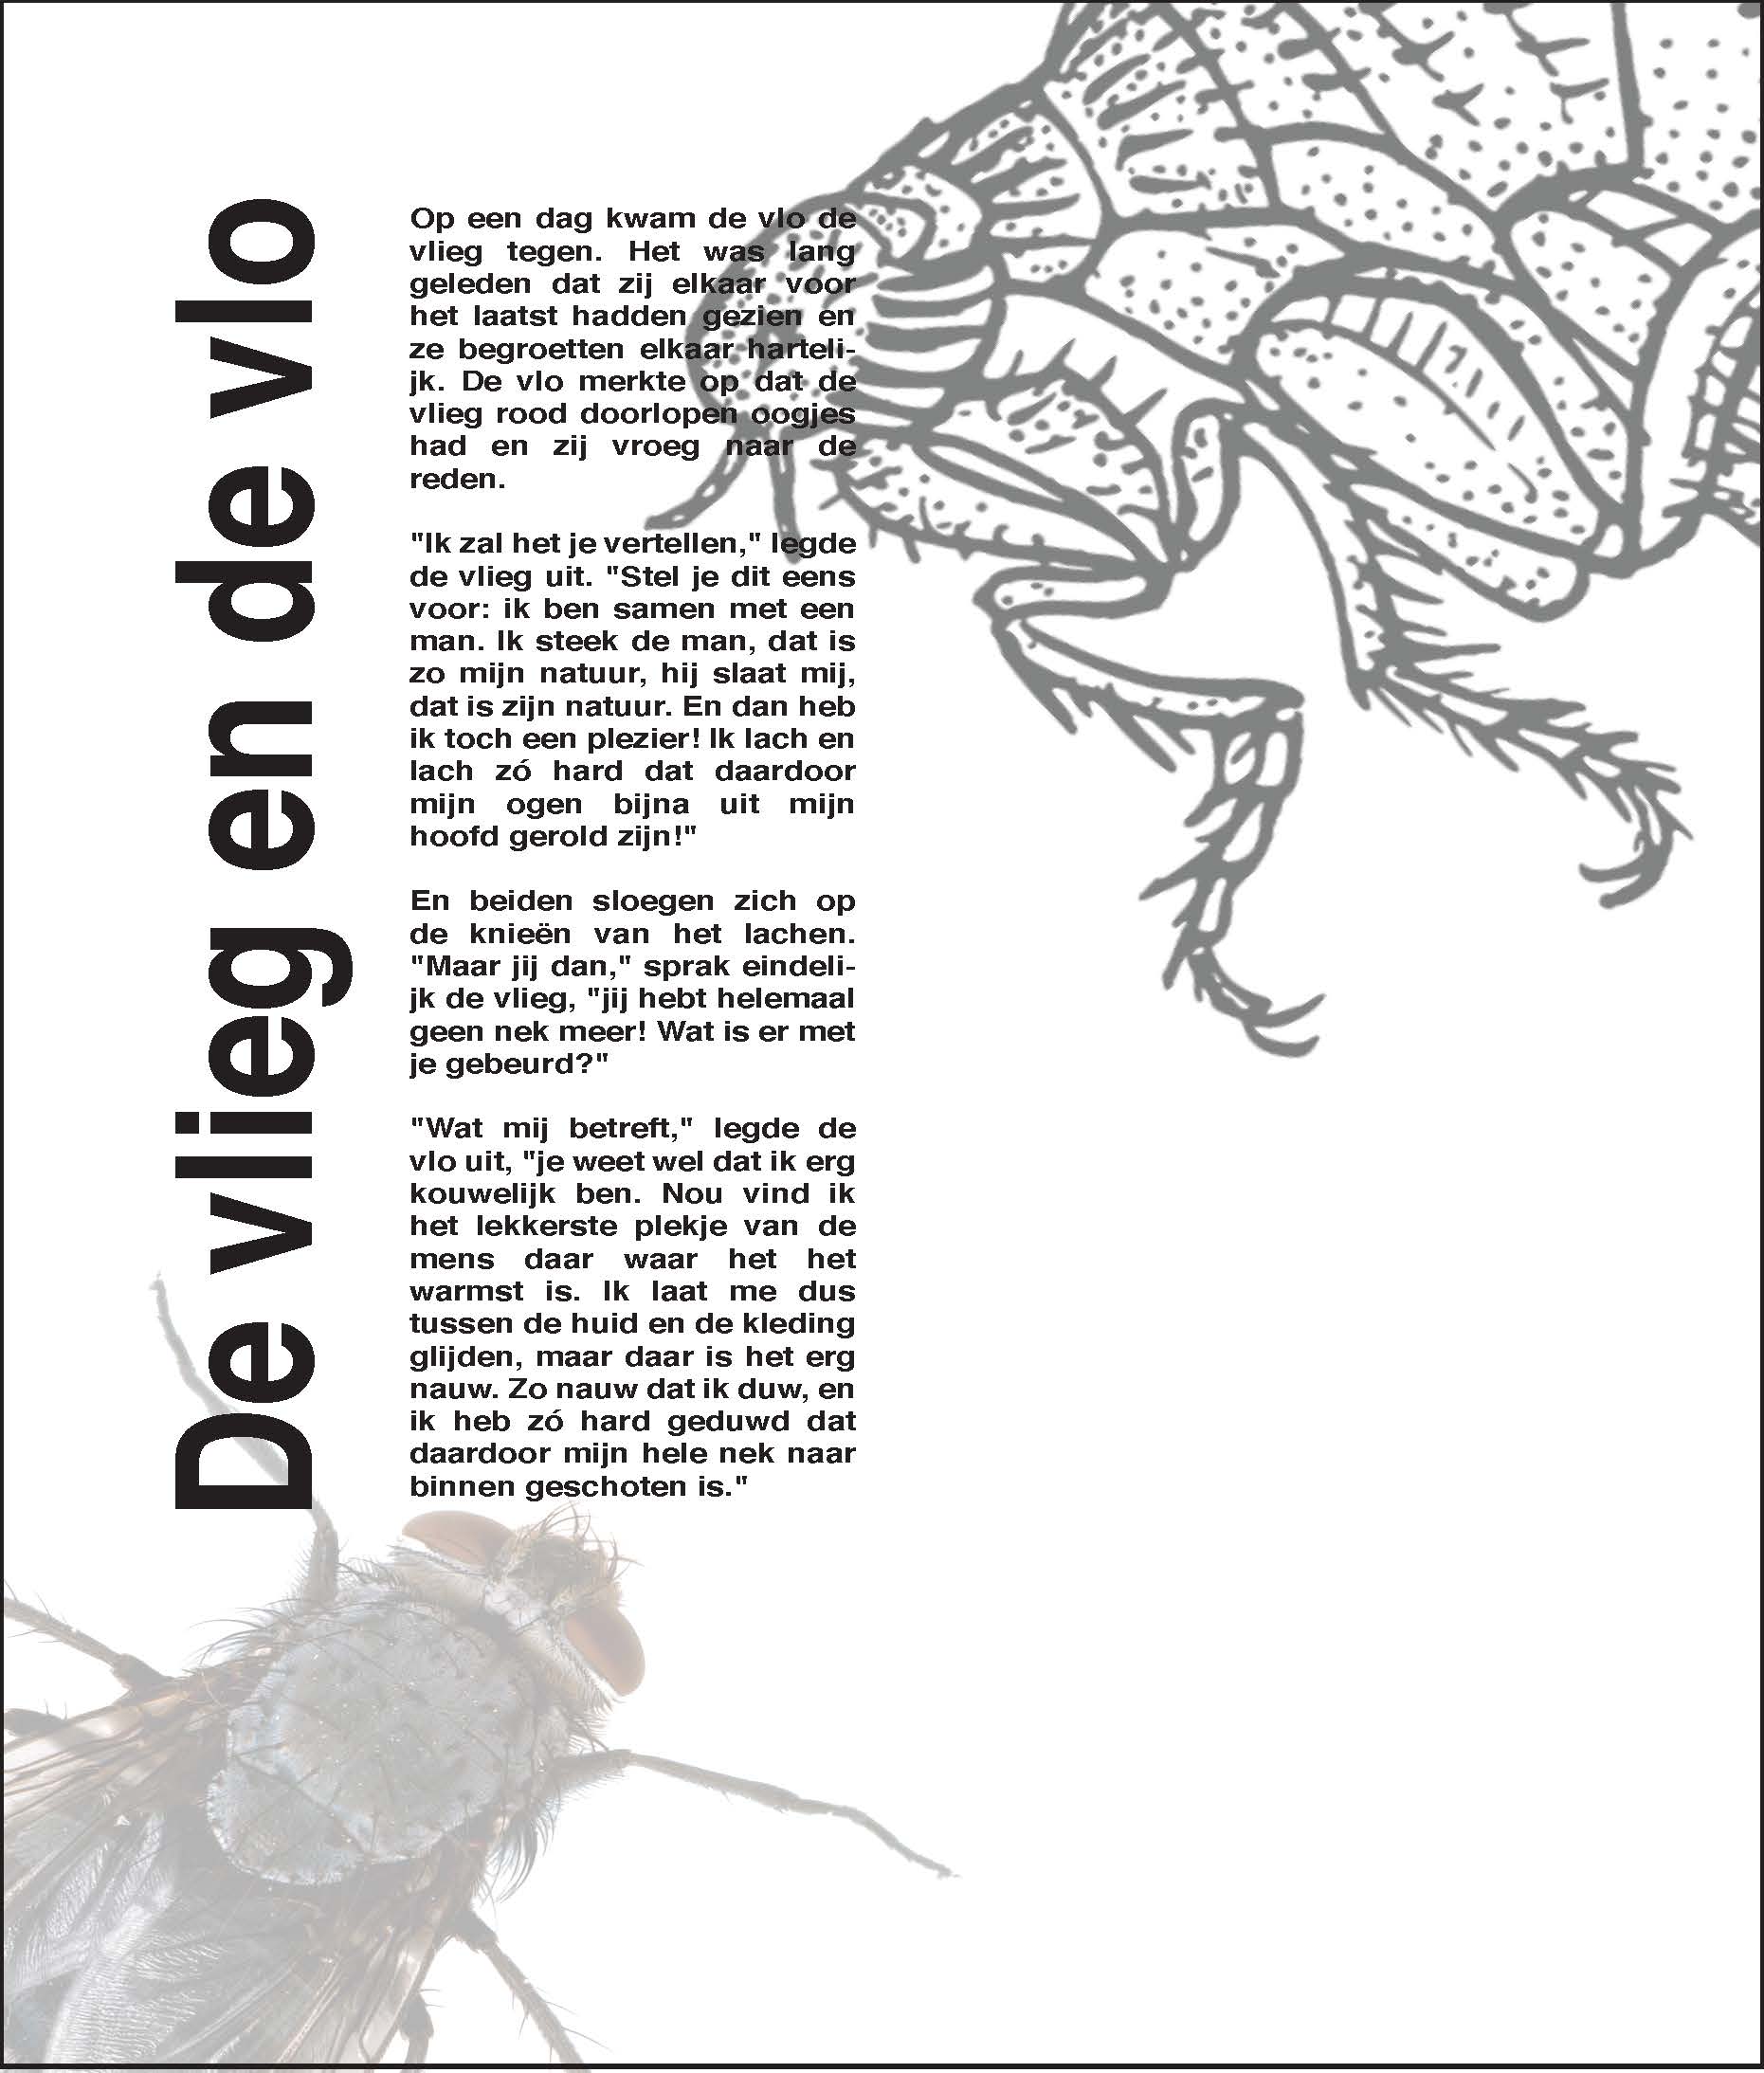 De vlieg en de vlo
Op een dag kwam de vlo de
vlieg tegen. Het was lang
geleden dat zij elkaar voor
het laatst hadden gezien en
ze begroetten elkaar harteli-
jk. De vlo merkte op dat de
vlieg rood doorlopen oogjes
had en zij vroeg naar de
reden.
"Ik zal het je vertellen," legde
de vlieg uit. "Stel je dit eens
voor: ik ben samen met een
man. Ik steek de man, dat is
zo mijn natuur, hij slaat mij,
dat is zijn natuur. En dan heb
ik toch een plezier! Ik lach en
lach zó hard dat daardoor
mijn ogen bijna uit mijn
hoofd gerold zijn!"
En beiden sloegen zich op
de knieën van het lachen.
"Maar jij dan," sprak eindeli-
jk de vlieg, "jij hebt helemaal
geen nek meer! Wat is er met
je gebeurd?"
"Wat mij betreft," legde de
vlo uit, "je weet wel dat ik erg
kouwelijk ben. Nou vind ik
het lekkerste plekje van de
mens daar waar het het
warmst is. Ik laat me dus
tussen de huid en de kleding
glijden, maar daar is het erg
nauw. Zo nauw dat ik duw, en
ik heb zó hard geduwd dat
daardoor mijn hele nek naar
binnen geschoten is."